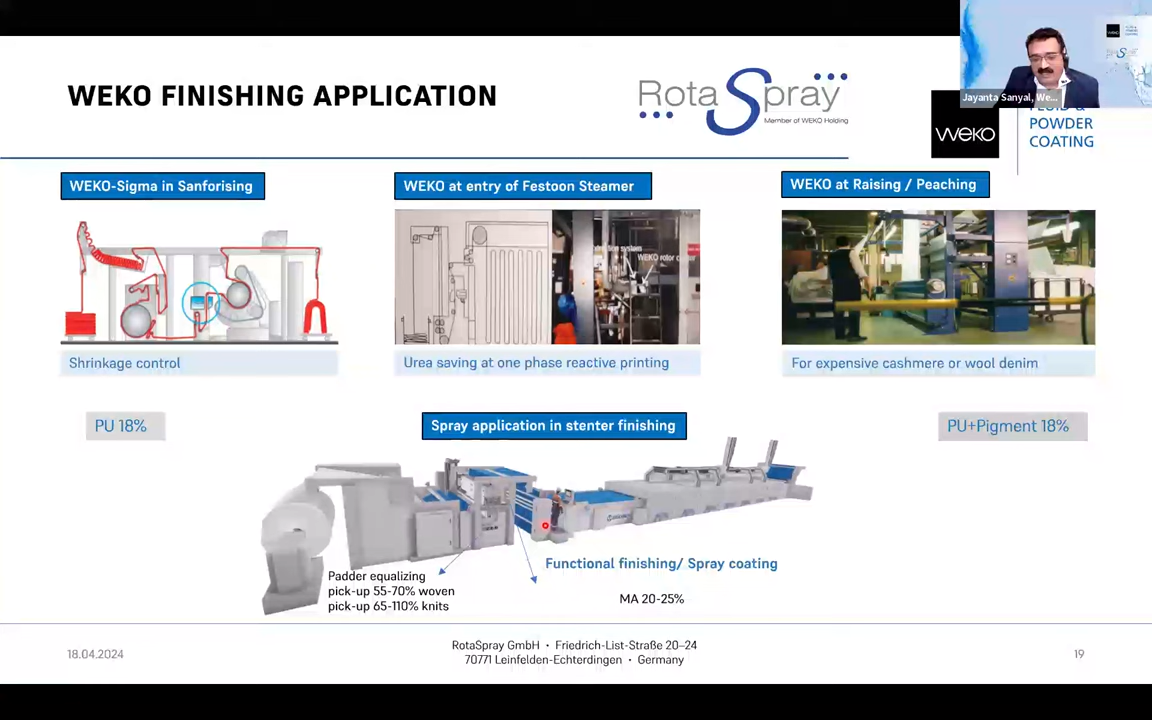 WEKO FINISHING APPLICATION
RotaSpray
Member of WEKO Holding
weko
FLUID &
POWDER
COATING
Jayanta Sanyal, We...
WEKO-Sigma in Sanforising
WEKO at entry of Festoon Steamer
WEKO at Raising / Peaching
system
WEKO rotor
Shrinkage control
Urea saving at one phase reactive printing
For expensive cashmere or wool denim
PU 18%
Spray application in stenter finishing
PU+Pigment 18%
Padder equalizing
pick-up 55-70% woven
pick-up 65-110% knits
Functional finishing/ Spray coating
MA 20-25%
18.04.2024
RotaSpray GmbH • Friedrich-List-Straße 20–24
70771 Leinfelden-Echterdingen • Germany
19